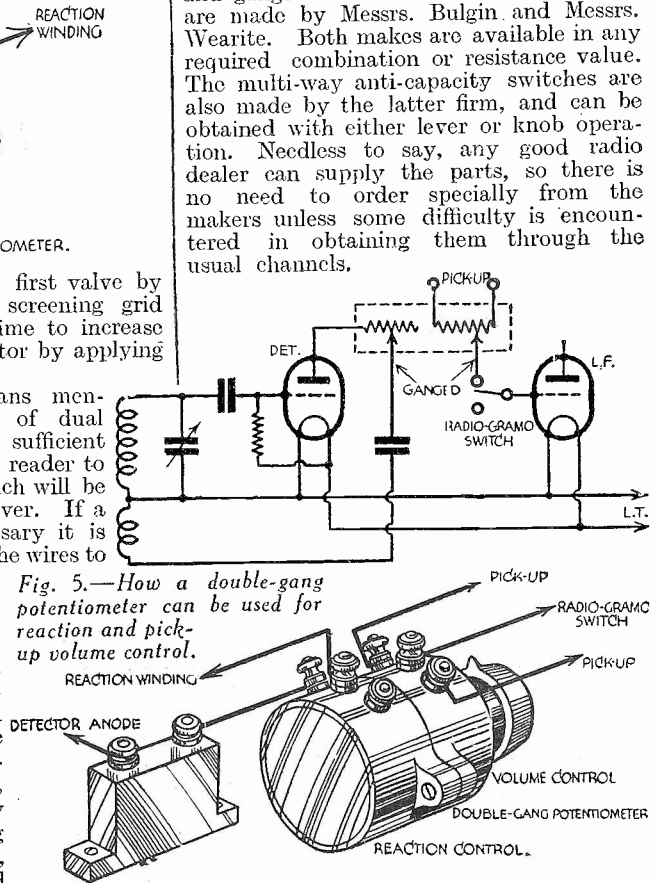 REACTION
WINDING
OMETER.
first valve by
screening grid
ime to increase
tor by applying
ans men-
of dual
sufficient
reader to
ch will be
ver. If a
sary it is
he wires to
are made by Messrs. Bulgin and Messrs.
Wearite. Both makes are available in any
required combination or resistance value.
The multi-way anti-capacity switches are
also made by the latter firm, and can be
obtained with either lever or knob opera-
tion. Needless to say, any good radio
dealer can supply the parts, so there is
no need to order specially from the
makers unless some difficulty is encoun-
tered in obtaining them through the
usual channels.
PICK-UP
DET.
GANGED
L.F.
RADIO-GRAMO
SWITCH
L.T.
Fig. 5.—How a double-gang
potentiometer can be used for
reaction and pick-
up volume control.
PICK-UP
RADIO-GRAMO
SWITCH
PICK-UP
REACTION WINDING
DETECTOR ANODE
VOLUME CONTROL
DOUBLE-GANG POTENTIOMETER
REACTION CONTROL.